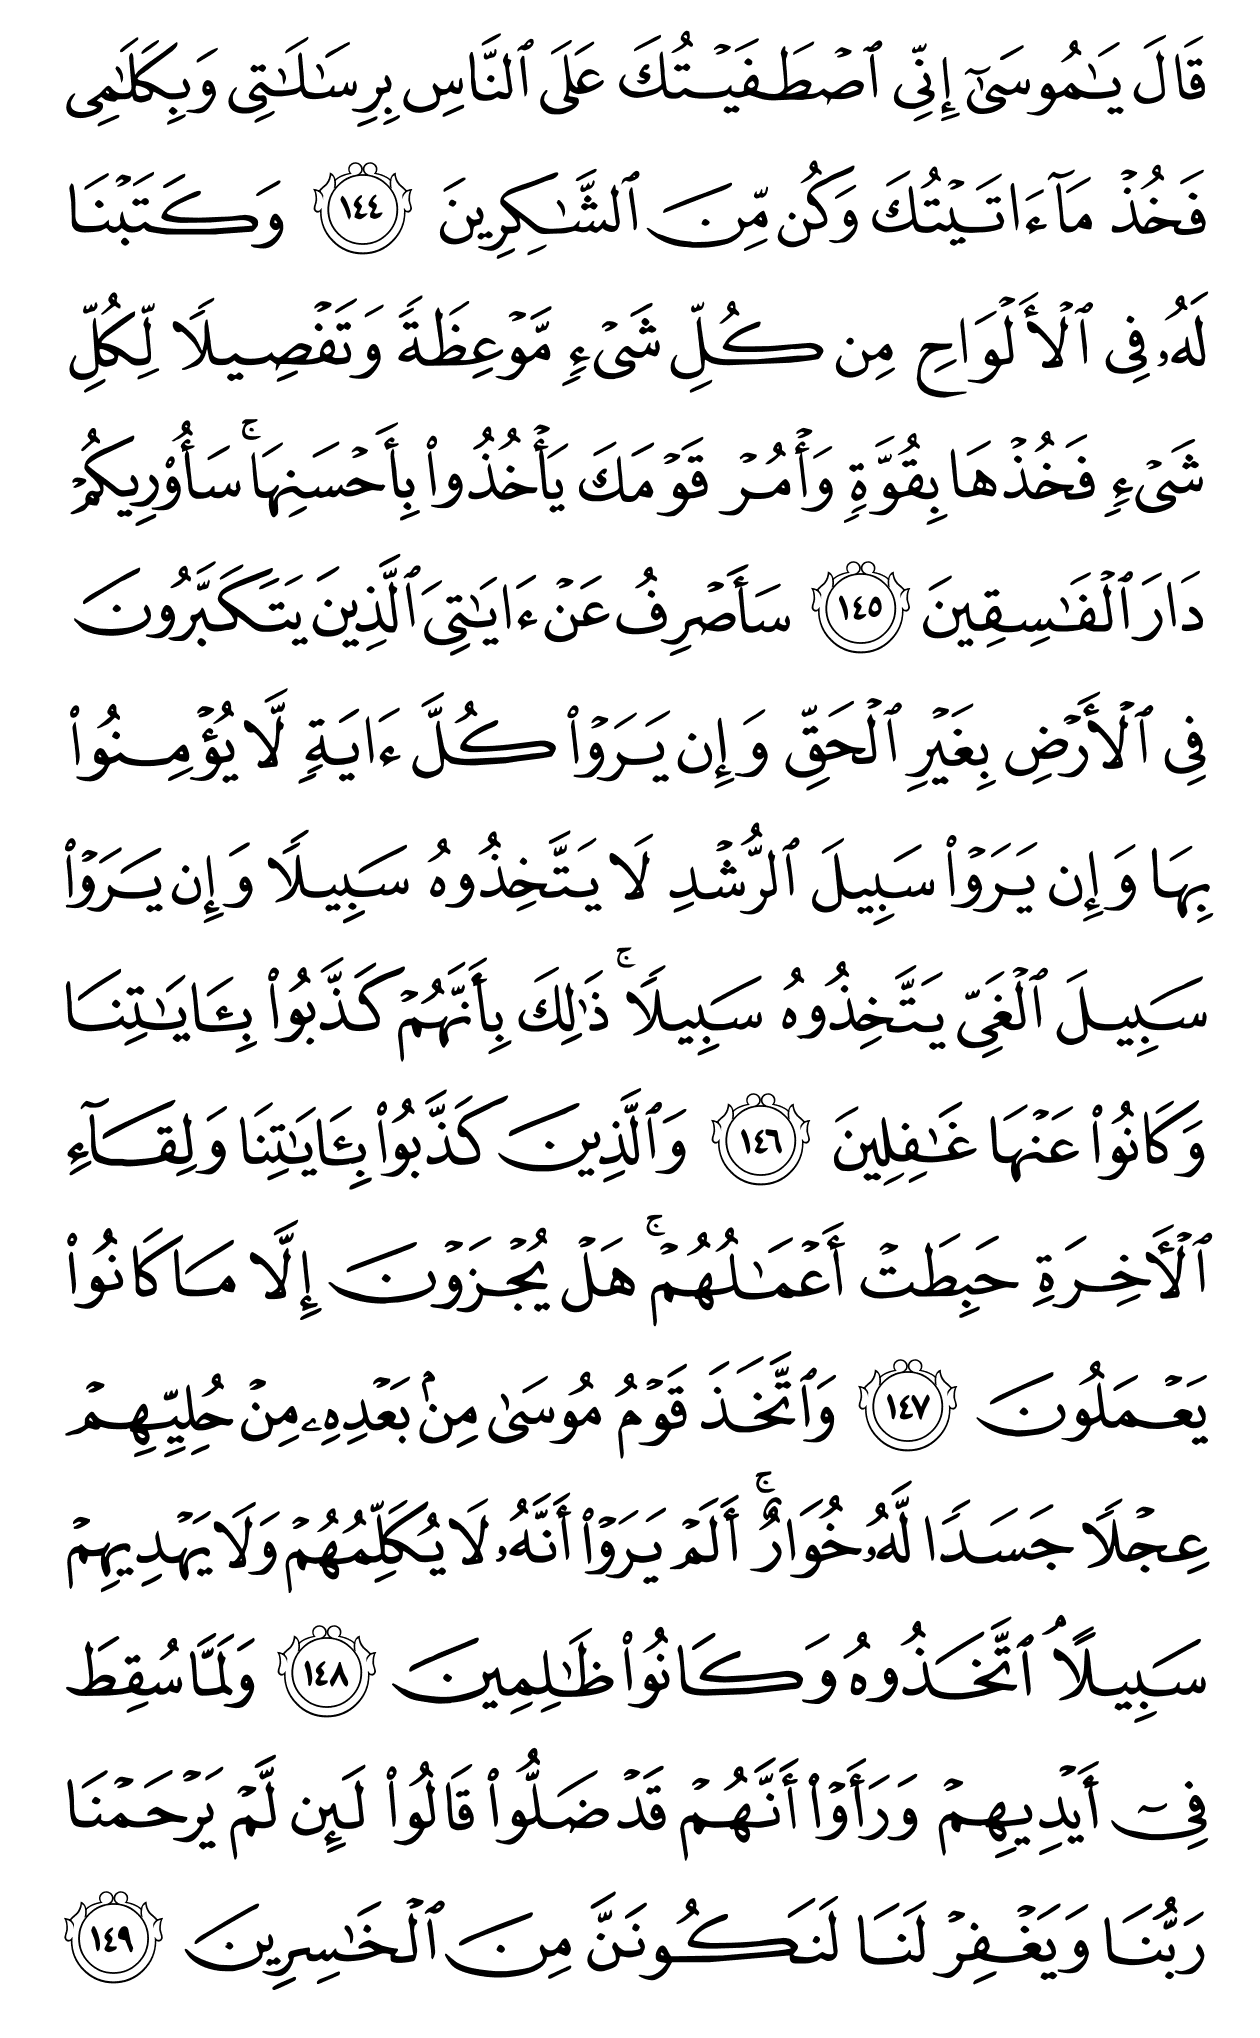 قَالَ يَـٰمُوسَىٰٓ إِنِّى ٱصْطَفَيْتُكَ عَلَى ٱلنَّاسِ بِرِسَـٰلَـٰتِى وَبِكَلَـٰمِى
فَخُذْ مَآ ءَاتَيْتُكَ وَكُن مِّنَ ٱلشَّـٰكِرِينَ ١٤٤ وَكَتَبْنَا
لَهُۥ فِى ٱلْأَلْوَاحِ مِن كُلِّ شَىْءٍ مَّوْعِظَةً وَتَفْصِيلًا لِّكُلِّ
شَىْءٍ فَخُذْهَا بِقُوَّةٍ وَأْمُرْ قَوْمَكَ يَأْخُذُوا۟ بِأَحْسَنِهَا ۚ سَأُو۟رِيكُمْ
دَارَ ٱلْفَـٰسِقِينَ ١٤٥ سَأَصْرِفُ عَنْ ءَايَـٰتِىَ ٱلَّذِينَ يَتَكَبَّرُونَ
فِى ٱلْأَرْضِ بِغَيْرِ ٱلْحَقِّ وَإِن يَرَوْا۟ كُلَّ ءَايَةٍ لَّا يُؤْمِنُوا۟
بِهَا وَإِن يَرَوْا۟ سَبِيلَ ٱلرُّشْدِ لَا يَتَّخِذُوهُ سَبِيلًا وَإِن يَرَوْا۟
سَبِيلَ ٱلْغَىِّ يَتَّخِذُوهُ سَبِيلًا ۚ ذَٰلِكَ بِأَنَّهُمْ كَذَّبُوا۟ بِـَٔايَـٰتِنَا
وَكَانُوا۟ عَنْهَا غَـٰفِلِينَ ١٤٦ وَٱلَّذِينَ كَذَّبُوا۟ بِـَٔايَـٰتِنَا وَلِقَآءِ
ٱلْـَٔاخِرَةِ حَبِطَتْ أَعْمَـٰلُهُمْ ۚ هَلْ يُجْزَوْنَ إِلَّا مَا كَانُوا۟
يَعْمَلُونَ ١٤٧ وَٱتَّخَذَ قَوْمُ مُوسَىٰ مِنۢ بَعْدِهِۦ مِنْ حُلِيِّهِمْ
عِجْلًا جَسَدًا لَّهُۥ خُوَارٌ ۚ أَلَمْ يَرَوْا۟ أَنَّهُۥ لَا يُكَلِّمُهُمْ وَلَا يَهْدِيهِمْ
سَبِيلًا ۘ ٱتَّخَذُوهُ وَكَانُوا۟ ظَـٰلِمِينَ ١٤٨ وَلَمَّا سُقِطَ
فِىٓ أَيْدِيهِمْ وَرَأَوْا۟ أَنَّهُمْ قَدْ ضَلُّوا۟ قَالُوا۟ لَئِن لَّمْ يَرْحَمْنَا
رَبُّنَا وَيَغْفِرْ لَنَا لَنَكُونَنَّ مِنَ ٱلْخَـٰسِرِينَ ١٤٩